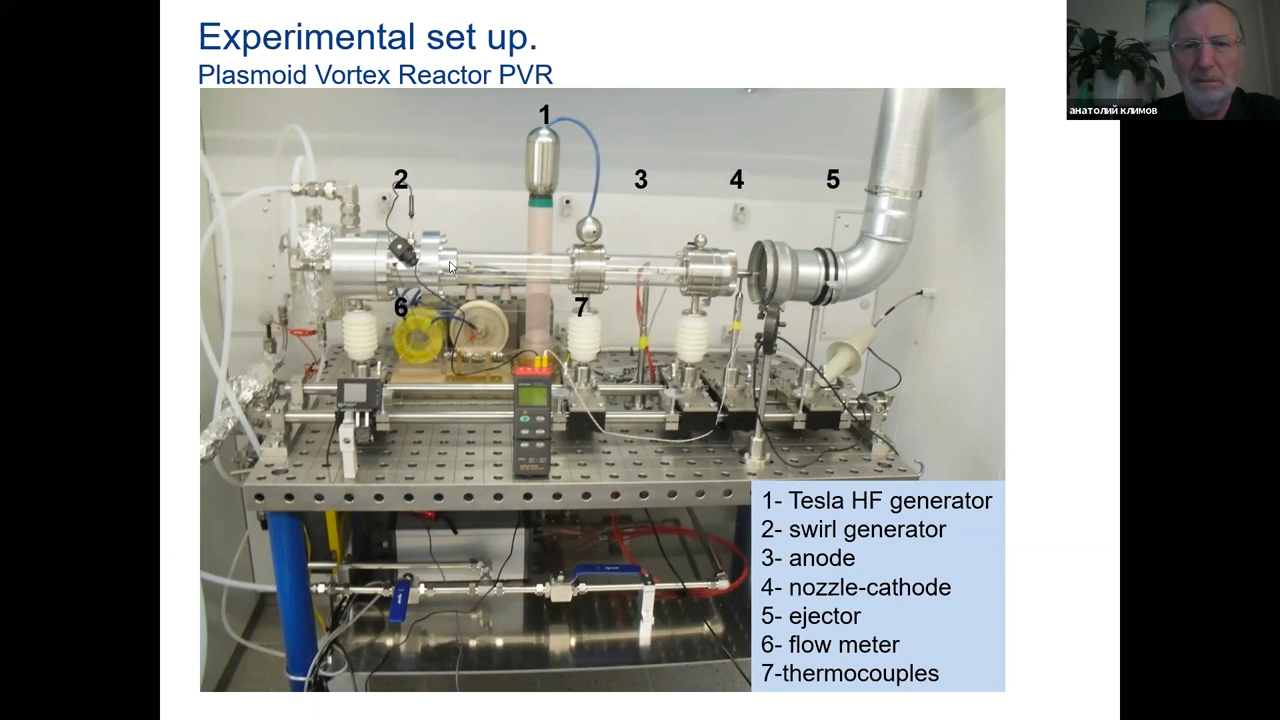 Experimental set up.
Plasmoid Vortex Reactor PVR
анатолий климов
1
2
3
4
5
6
7
1- Tesla HF generator
2- swirl generator
3- anode
4- nozzle-cathode
5- ejector
6- flow meter
7-thermocouples